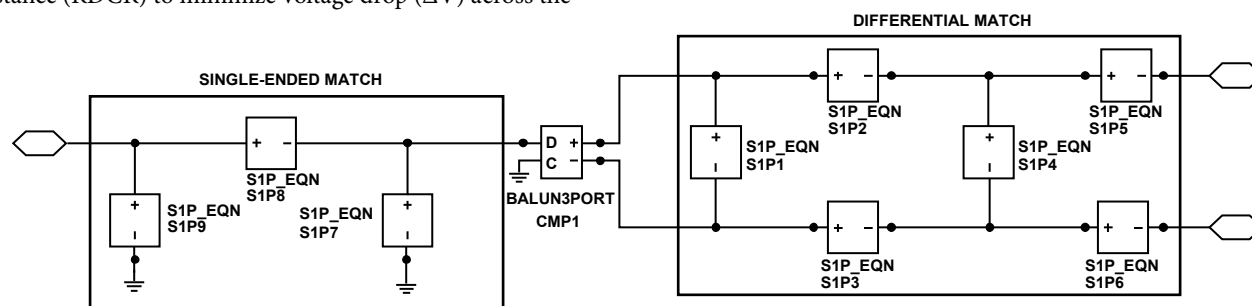 stance (RDCR) to minimize voltage drop (ΔV) across the
DIFFERENTIAL MATCH
SINGLE-ENDED MATCH
+ −
S1P_EQN
S1P8
+
−
S1P_EQN
S1P9
S1P_EQN
S1P7
+
−
D +
C −
BALUN3PORT
CMP1
+
−
S1P_EQN
S1P1
+ −
S1P_EQN
S1P2
+ −
S1P_EQN
S1P3
+
−
S1P_EQN
S1P4
+ −
S1P_EQN
S1P5
+ −
S1P_EQN
S1P6